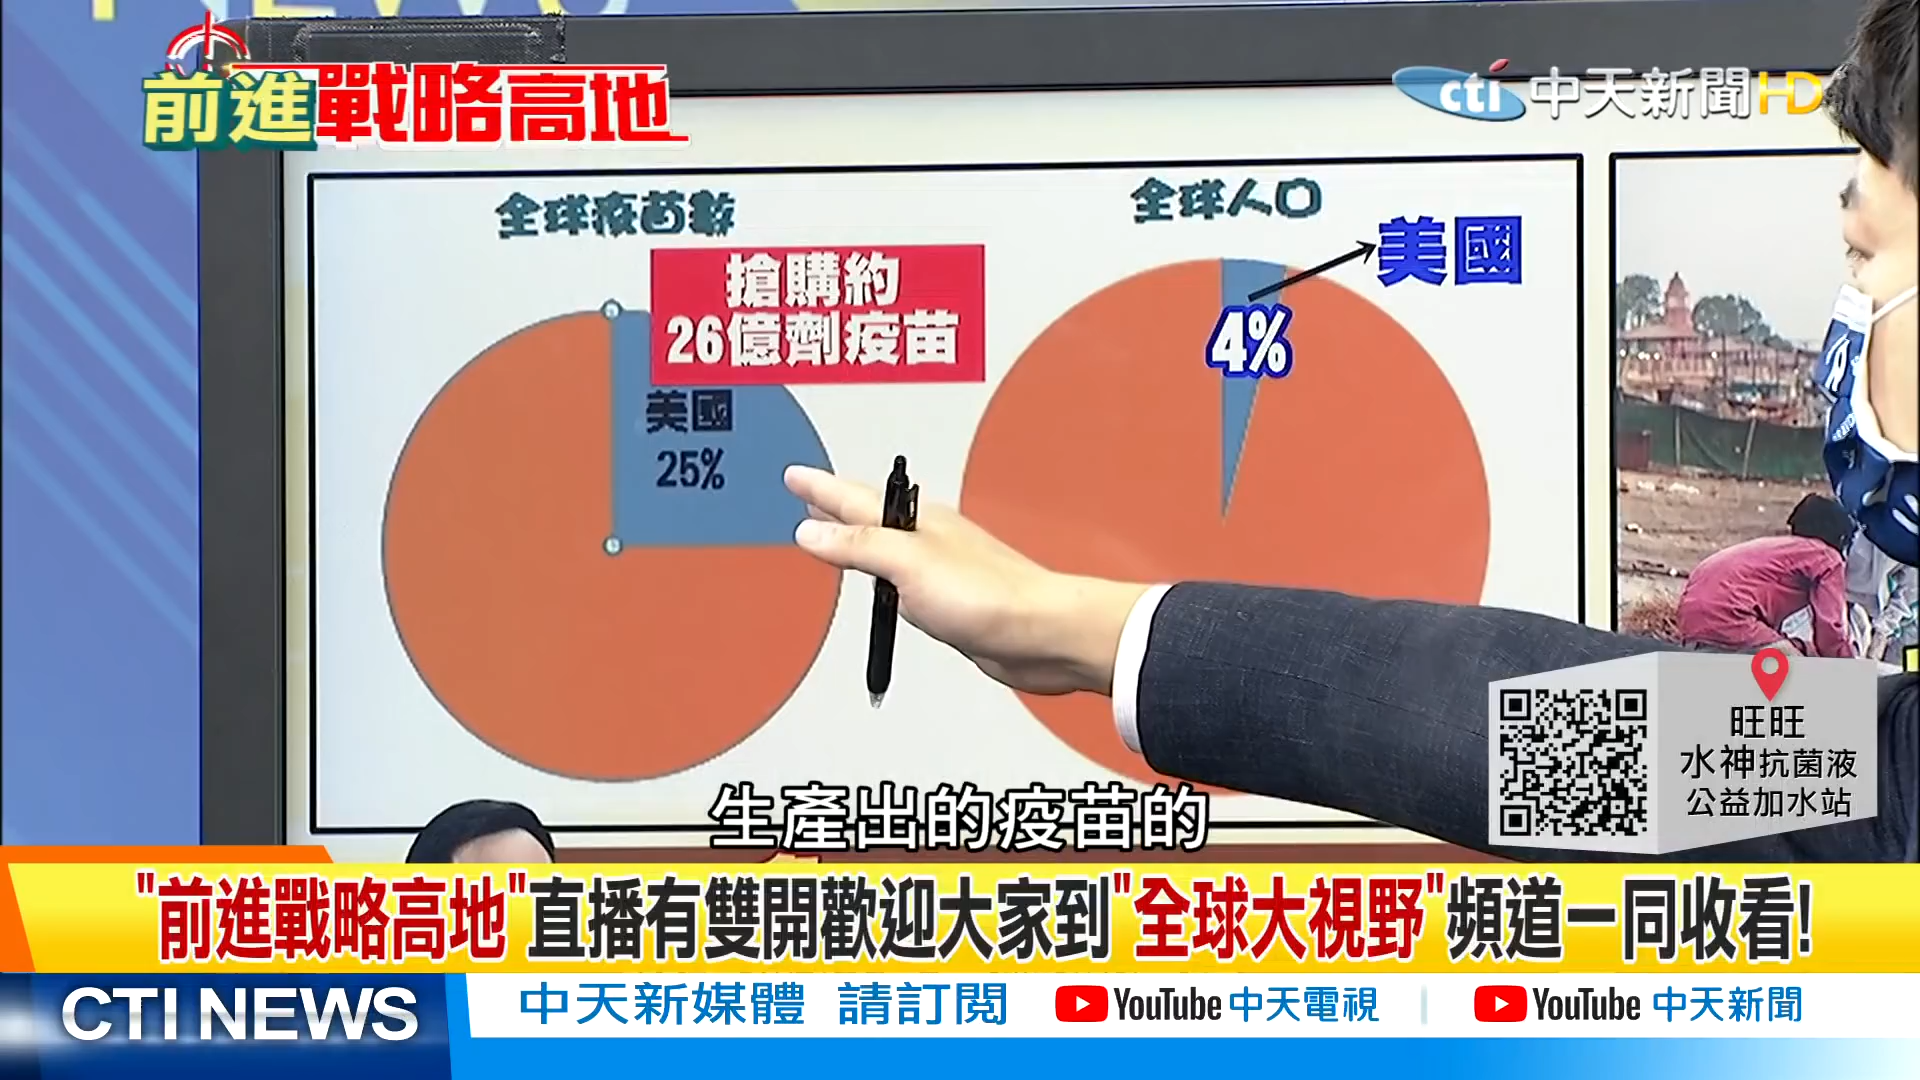 前進戰略高地
cti中天新聞HD
全球疫苗數
搶購約
26億劑疫苗
美國
25%
全球人口
美國
4%
旺旺
水神抗菌液
公益加水站
生產出的疫苗的
"前進戰略高地"直播有雙開歡迎大家到"全球大視野"頻道一同收看!
CTI NEWS
中天新媒體 請訂閱 YouTube 中天電視 | YouTube 中天新聞